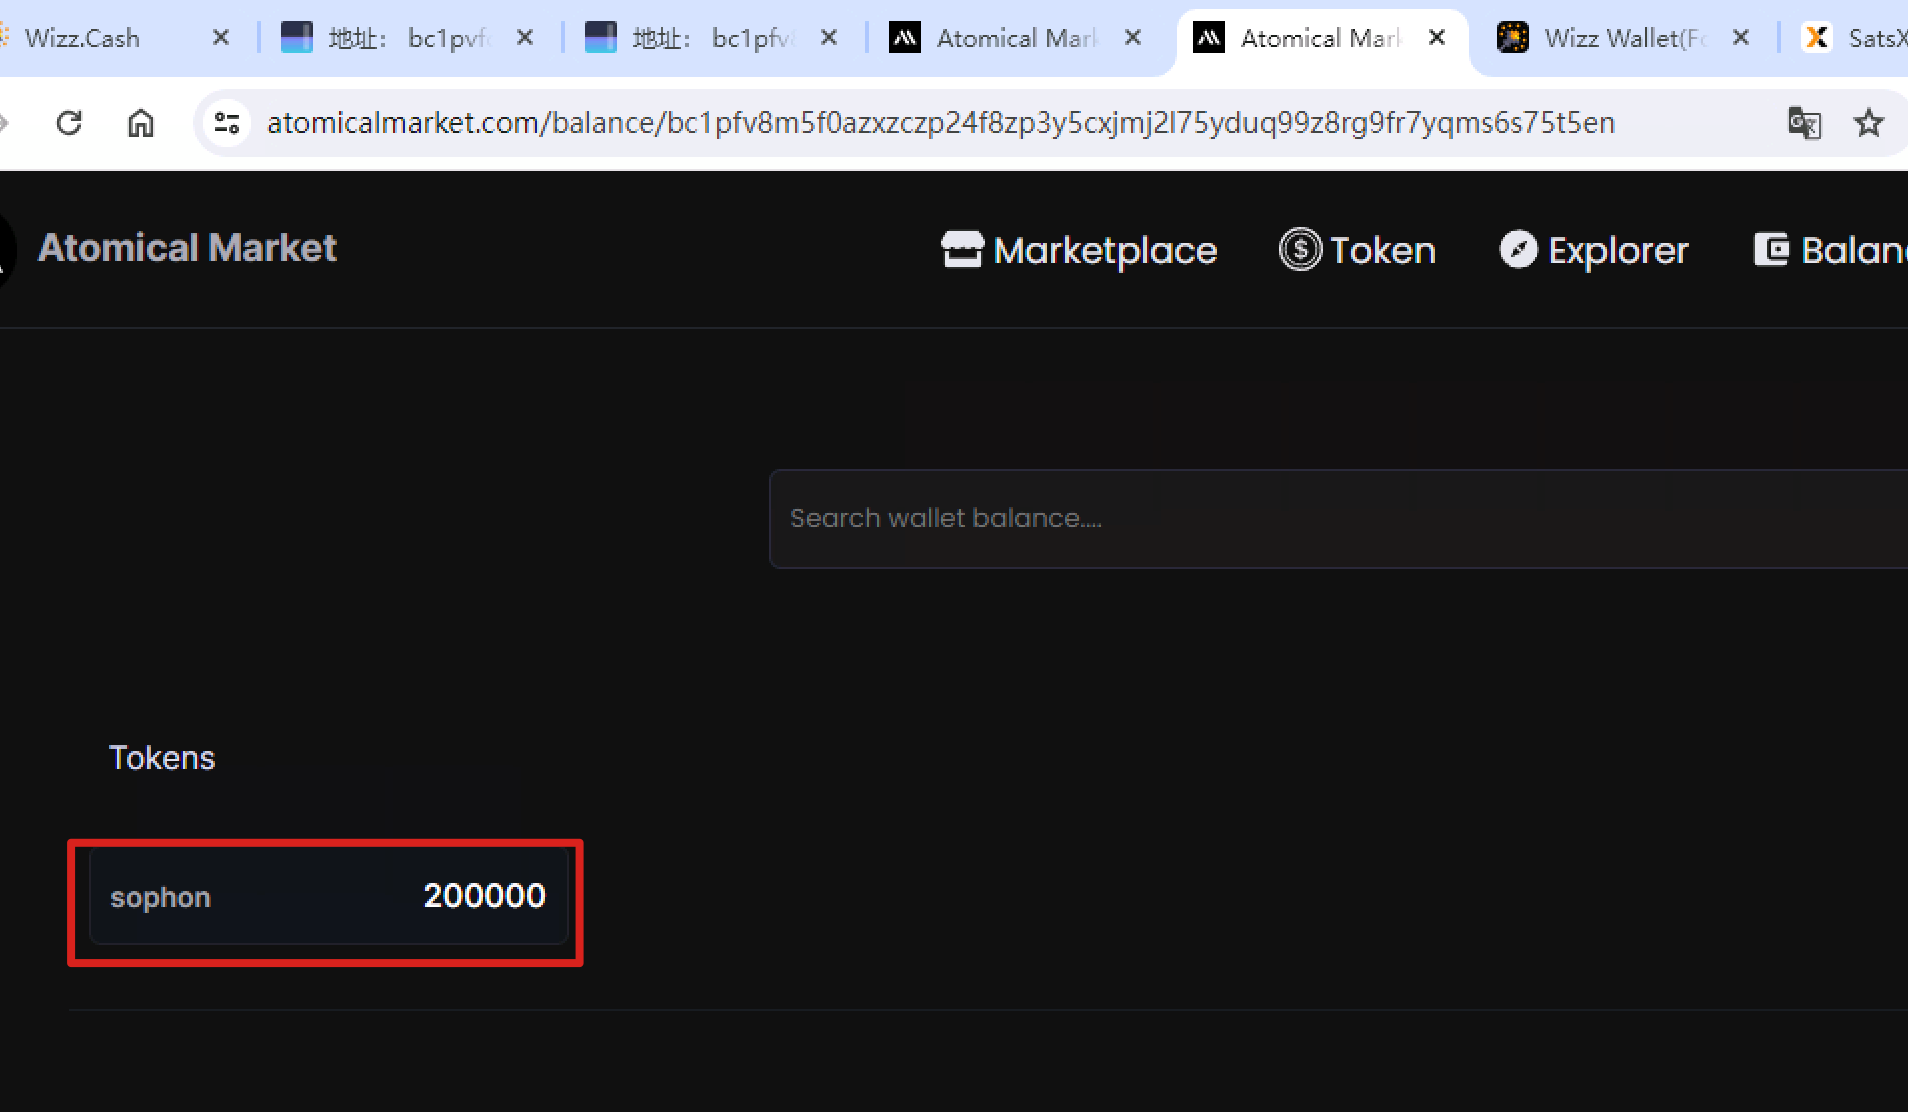 Wizz.Cash
地址： bc1pvf
地址： bc1pfv
Atomical Mar
Atomical Mar
Wizz Wallet(Fo
SatsX
atomicalmarket.com/balance/bc1pfv8m5f0azxzczp24f8zp3y5cxjmj2l75yduq99z8rg9fr7yqms6s75t5en
Atomical Market
Marketplace
Token
Explorer
Balan
Search wallet balance....
Tokens
sophon
200000